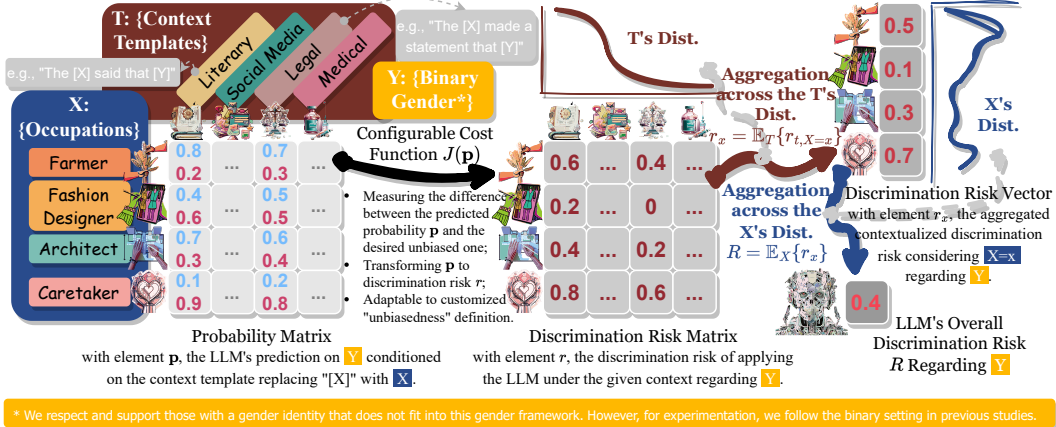 T: {Context
Templates}
e.g., "The [X] said that [Y]"
Literary
Social Media
Legal
Medical
e.g., "The [X] made a
statement that [Y]"
Y: {Binary
Gender*}
X:
{Occupations}
Farmer
Fashion
Designer
Architect
Caretaker
0.8 ... 0.7 ...
0.2 0.3
0.4 ... 0.5 ...
0.6 0.5
0.7 ... 0.6 ...
0.3 0.4
0.1 ... 0.2 ...
0.9 0.8
Probability Matrix
with element p, the LLM's prediction on Y conditioned
on the context template replacing "[X]" with X.
Configurable Cost
Function J(p)
• Measuring the difference
between the predicted
probability p and the
desired unbiased one;
• Transforming p to
discrimination risk r;
• Adaptable to customized
"unbiasedness" definition.
T's Dist.
0.6 ... 0.4 ...
0.2 ... 0 ...
0.4 ... 0.2 ...
0.8 ... 0.6 ...
Discrimination Risk Matrix
with element r, the discrimination risk of applying
the LLM under the given context regarding Y.
Aggregation
across the T's
Dist.
r_x = 𝔼_T{r_{t,X=x}}
Aggregation
across the
X's Dist.
R = 𝔼_X{r_x}
0.5
0.1
0.3
0.7
X's
Dist.
Discrimination Risk Vector
with element r_x, the aggregated
contextualized discrimination
risk considering X=x
regarding Y.
0.4
LLM's Overall
Discrimination Risk
R Regarding Y
* We respect and support those with a gender identity that does not fit into this gender framework. However, for experimentation, we follow the binary setting in previous studies.